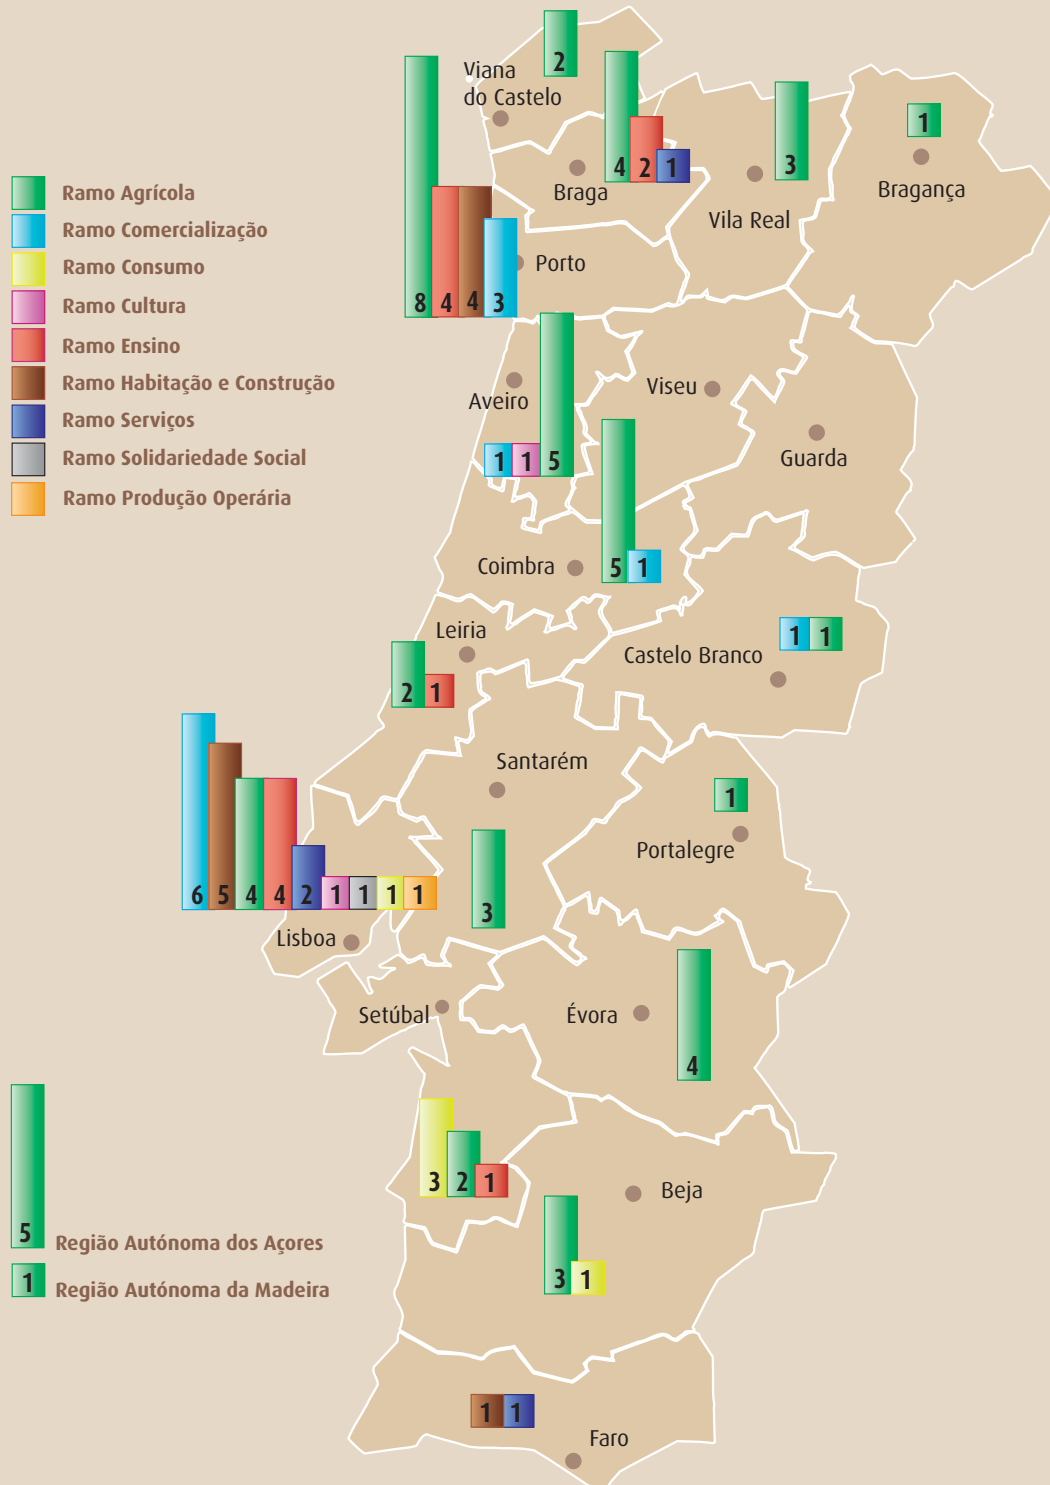 2
Viana
do Castelo
4 2 1
Braga
3
Vila Real
1
Bragança
Ramo Agrícola
Ramo Comercialização
Ramo Consumo
Ramo Cultura
Ramo Ensino
Ramo Habitação e Construção
Ramo Serviços
Ramo Solidariedade Social
Ramo Produção Operária
8 4 4 3
Porto
Aveiro
1 1 5
Viseu
Guarda
Coimbra
5 1
Leiria
2 1
Castelo Branco
1 1
Santarém
3
Portalegre
1
6 5 4 4 2 1 1 1 1
Lisboa
Setúbal
Évora
4
3 2 1
Beja
3 1
5
Região Autónoma dos Açores
1
Região Autónoma da Madeira
1 1
Faro